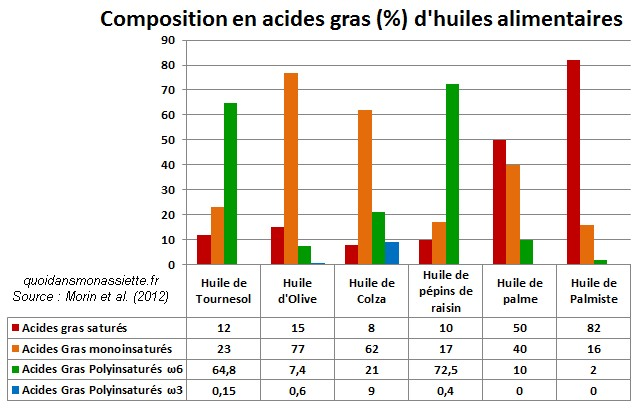 Composition en acides gras (%) d'huiles alimentaires
90
80
70
60
50
40
30
20
10
0
quoidansmonassiette.fr
Source : Morin et al. (2012)
Huile de Tournesol Huile d'Olive Huile de Colza Huile de pépins de raisin Huile de palme Huile de Palmiste
Acides gras saturés 12 15 8 10 50 82
Acides Gras monoinsaturés 23 77 62 17 40 16
Acides Gras Polyinsaturés ω6 64,8 7,4 21 72,5 10 2
Acides Gras Polyinsaturés ω3 0,15 0,6 9 0,4 0 0